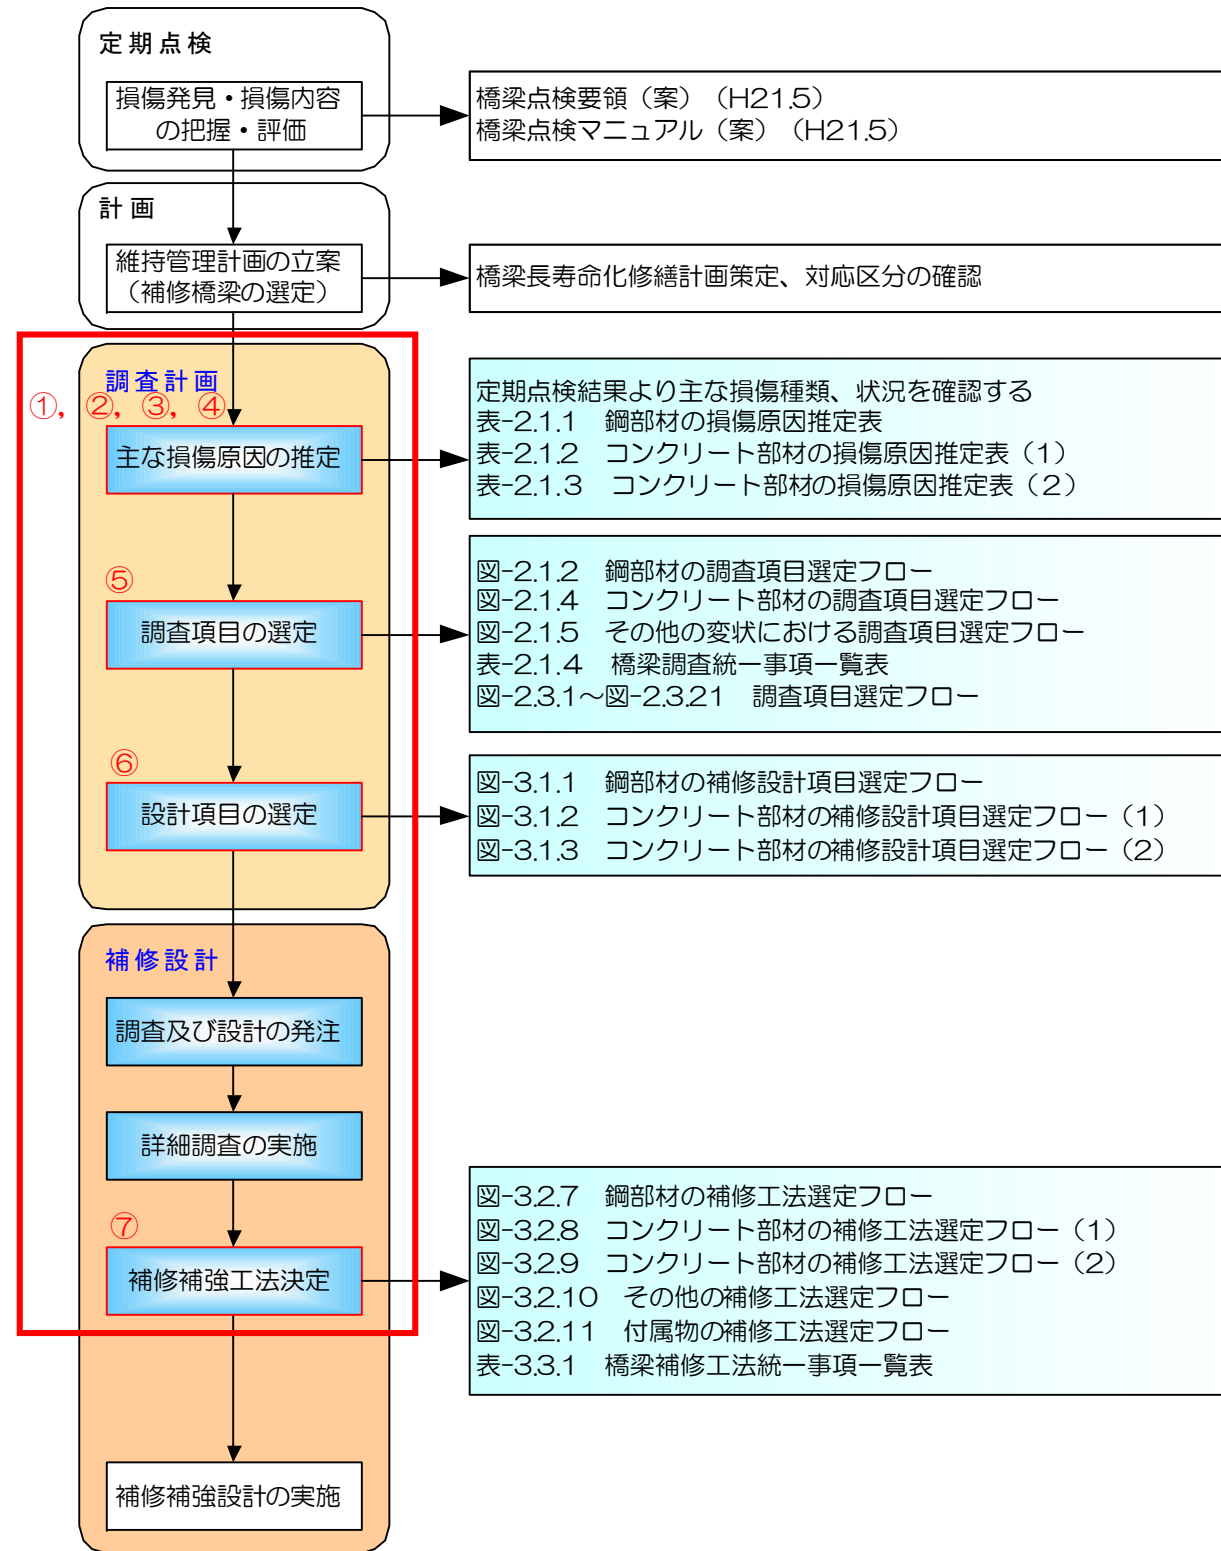 定期点検
損傷発見・損傷内容
の把握・評価
橋梁点検要領（案）（H21.5）
橋梁点検マニュアル（案）（H21.5）
計画
維持管理計画の立案
（補修橋梁の選定）
橋梁長寿命化修繕計画策定、対応区分の確認
調査計画
①，②，③，④
主な損傷原因の推定
定期点検結果より主な損傷種類、状況を確認する
表-2.1.1　鋼部材の損傷原因推定表
表-2.1.2　コンクリート部材の損傷原因推定表（1）
表-2.1.3　コンクリート部材の損傷原因推定表（2）
⑤
調査項目の選定
図-2.1.2　鋼部材の調査項目選定フロー
図-2.1.4　コンクリート部材の調査項目選定フロー
図-2.1.5　その他の変状における調査項目選定フロー
表-2.1.4　橋梁調査統一事項一覧表
図-2.3.1～図-2.3.21　調査項目選定フロー
⑥
設計項目の選定
図-3.1.1　鋼部材の補修設計項目選定フロー
図-3.1.2　コンクリート部材の補修設計項目選定フロー（1）
図-3.1.3　コンクリート部材の補修設計項目選定フロー（2）
補修設計
調査及び設計の発注
詳細調査の実施
⑦
補修補強工法決定
図-3.2.7　鋼部材の補修工法選定フロー
図-3.2.8　コンクリート部材の補修工法選定フロー（1）
図-3.2.9　コンクリート部材の補修工法選定フロー（2）
図-3.2.10　その他の補修工法選定フロー
図-3.2.11　付属物の補修工法選定フロー
表-3.3.1　橋梁補修工法統一事項一覧表
補修補強設計の実施